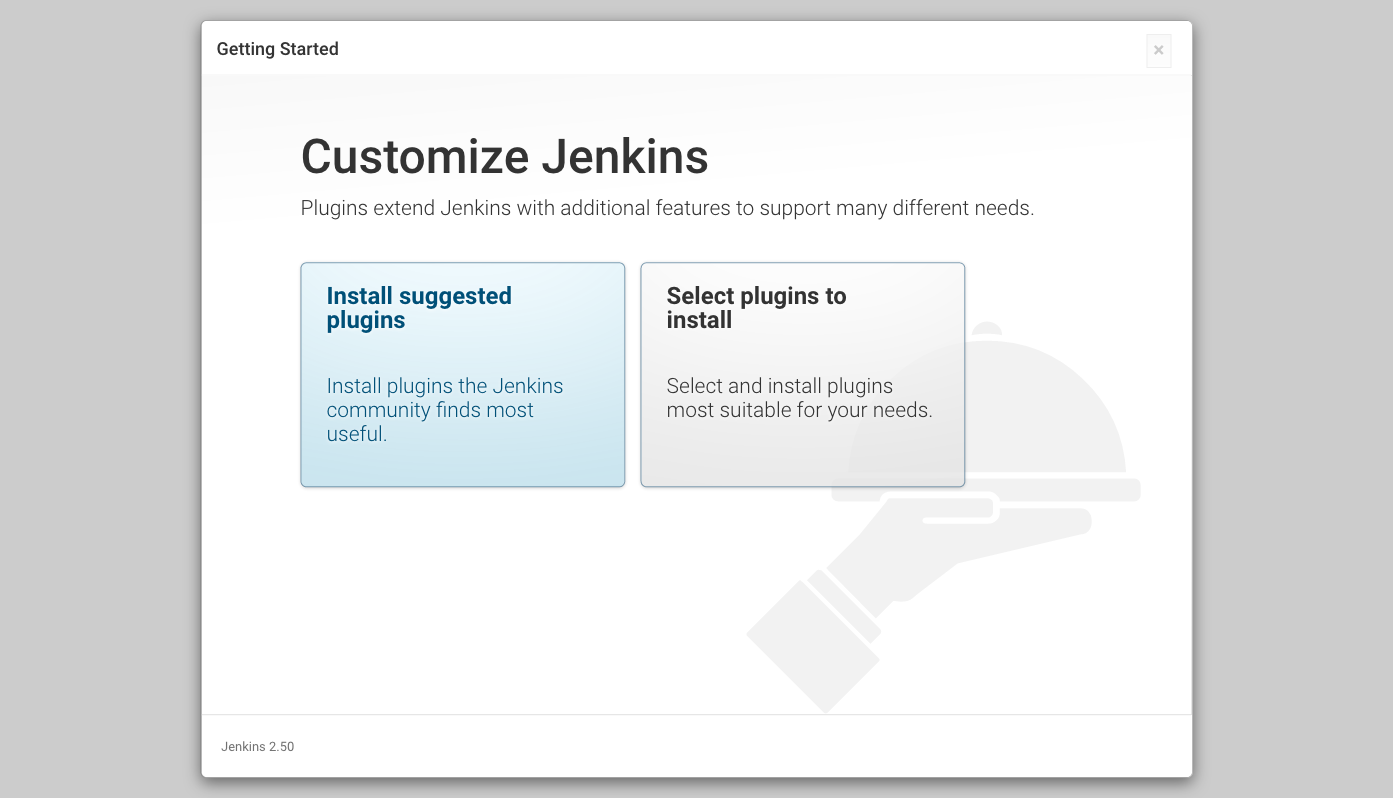 Getting Started
×
Customize Jenkins
Plugins extend Jenkins with additional features to support many different needs.
Install suggested
plugins
Install plugins the Jenkins
community finds most
useful.
Select plugins to
install
Select and install plugins
most suitable for your needs.
Jenkins 2.50